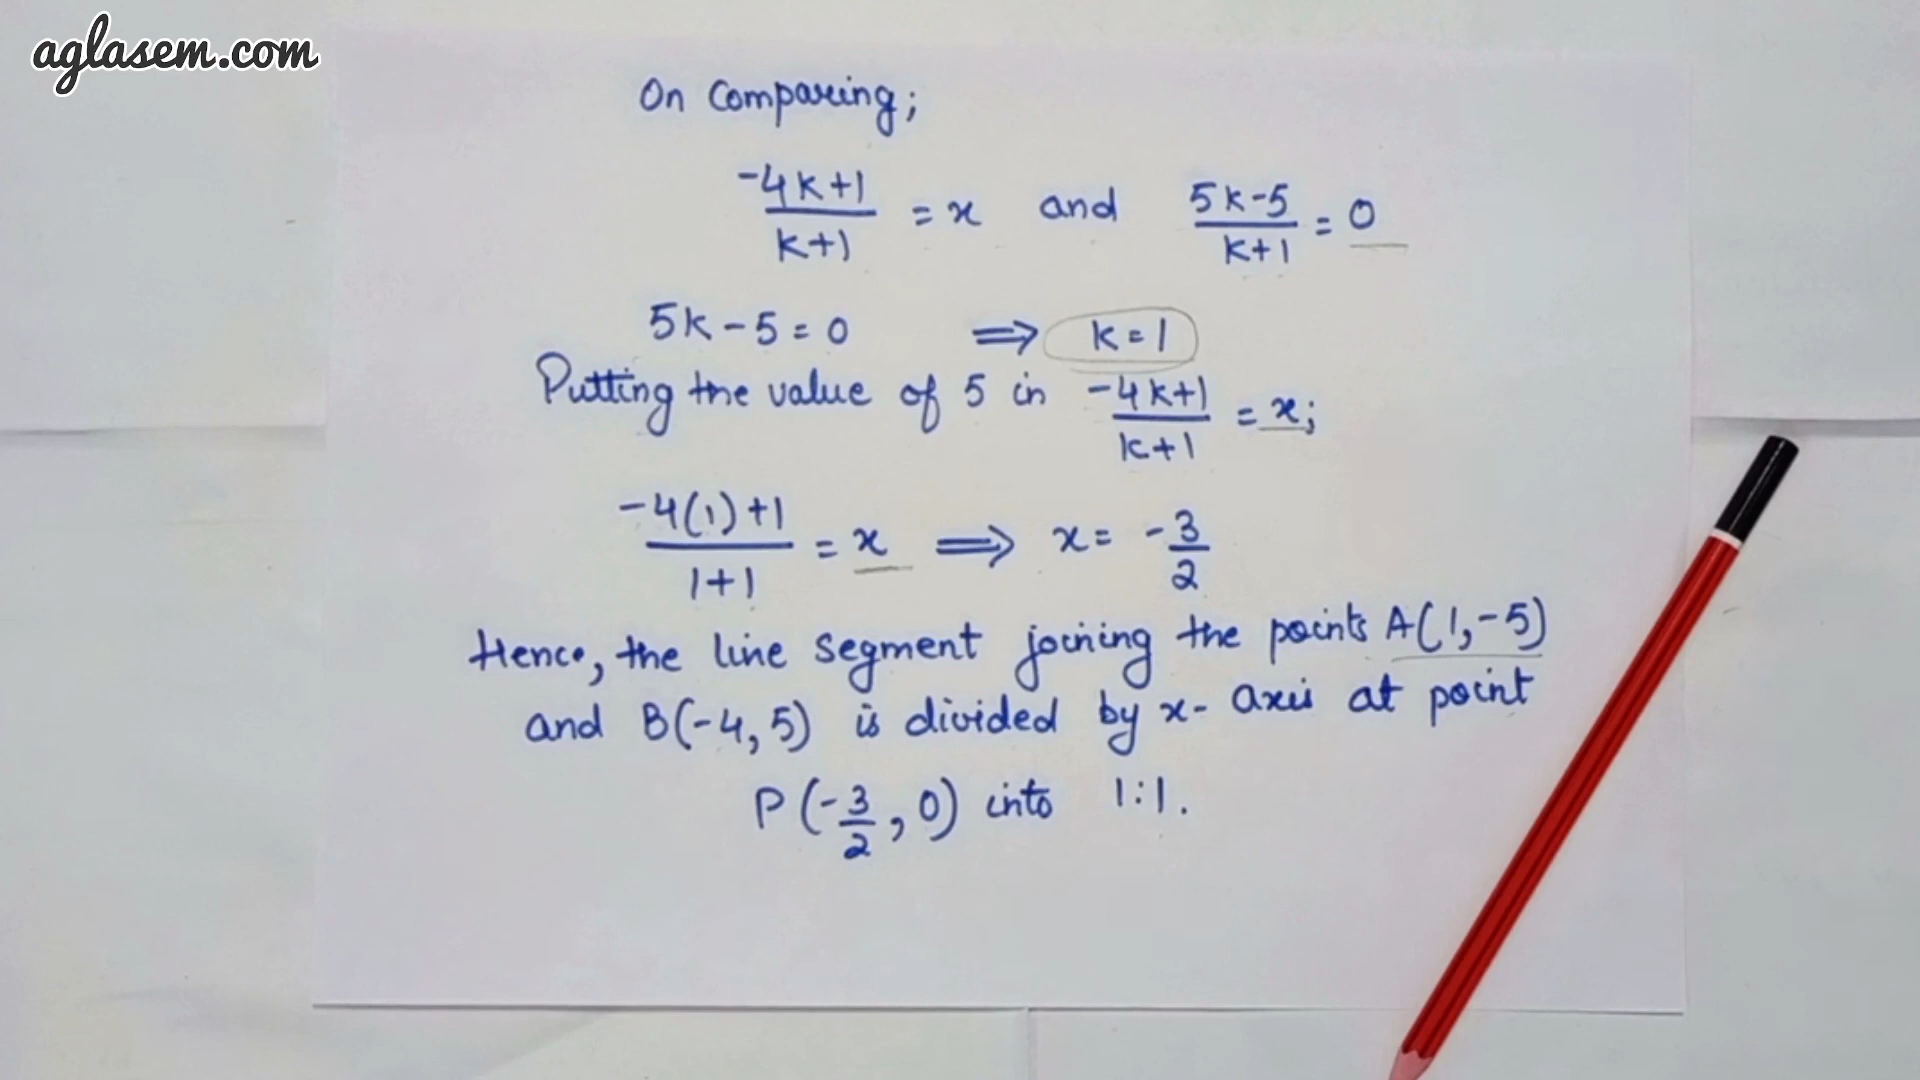 aglasem.com
On Comparing;
-4k+1/k+1 = x and 5k-5/k+1 = 0
5k-5=0 ⟹ k=1
Putting the value of 5 in -4k+1/k+1 = x;
-4(1)+1/1+1 = x ⟹ x= -3/2
Hence, the line segment joining the points A(1,-5)
and B(-4,5) is divided by x-axis at point
P(-3/2, 0) into 1:1.